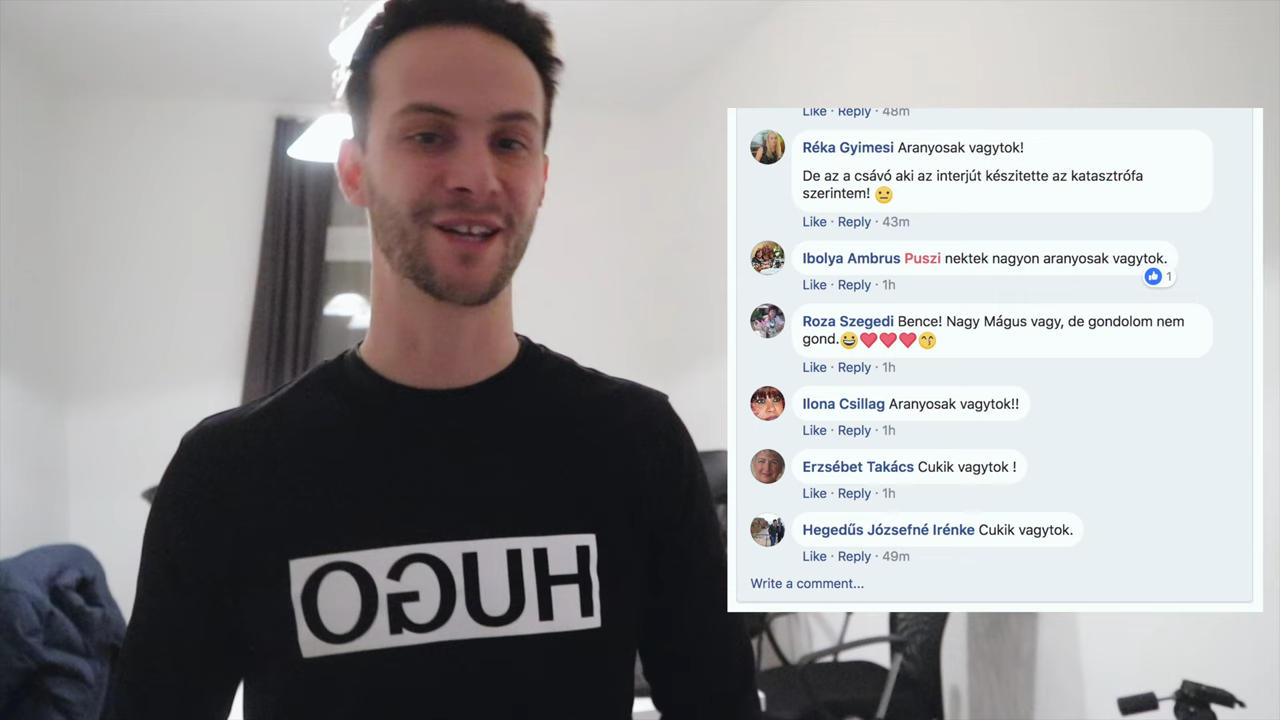 HUGO
Like · Reply · 48m
Réka Gyimesi Aranyosak vagytok!
De az a csávó aki az interjút készitette az katasztrófa
szerintem! 😐
Like · Reply · 43m
Ibolya Ambrus Puszi nektek nagyon aranyosak vagytok.
1
Like · Reply · 1h
Roza Szegedi Bence! Nagy Mágus vagy, de gondolom nem
gond.😀❤❤❤😙
Like · Reply · 1h
Ilona Csillag Aranyosak vagytok!!
Like · Reply · 1h
Erzsébet Takács Cukik vagytok !
Like · Reply · 1h
Hegedűs Józsefné Irénke Cukik vagytok.
Like · Reply · 49m
Write a comment...